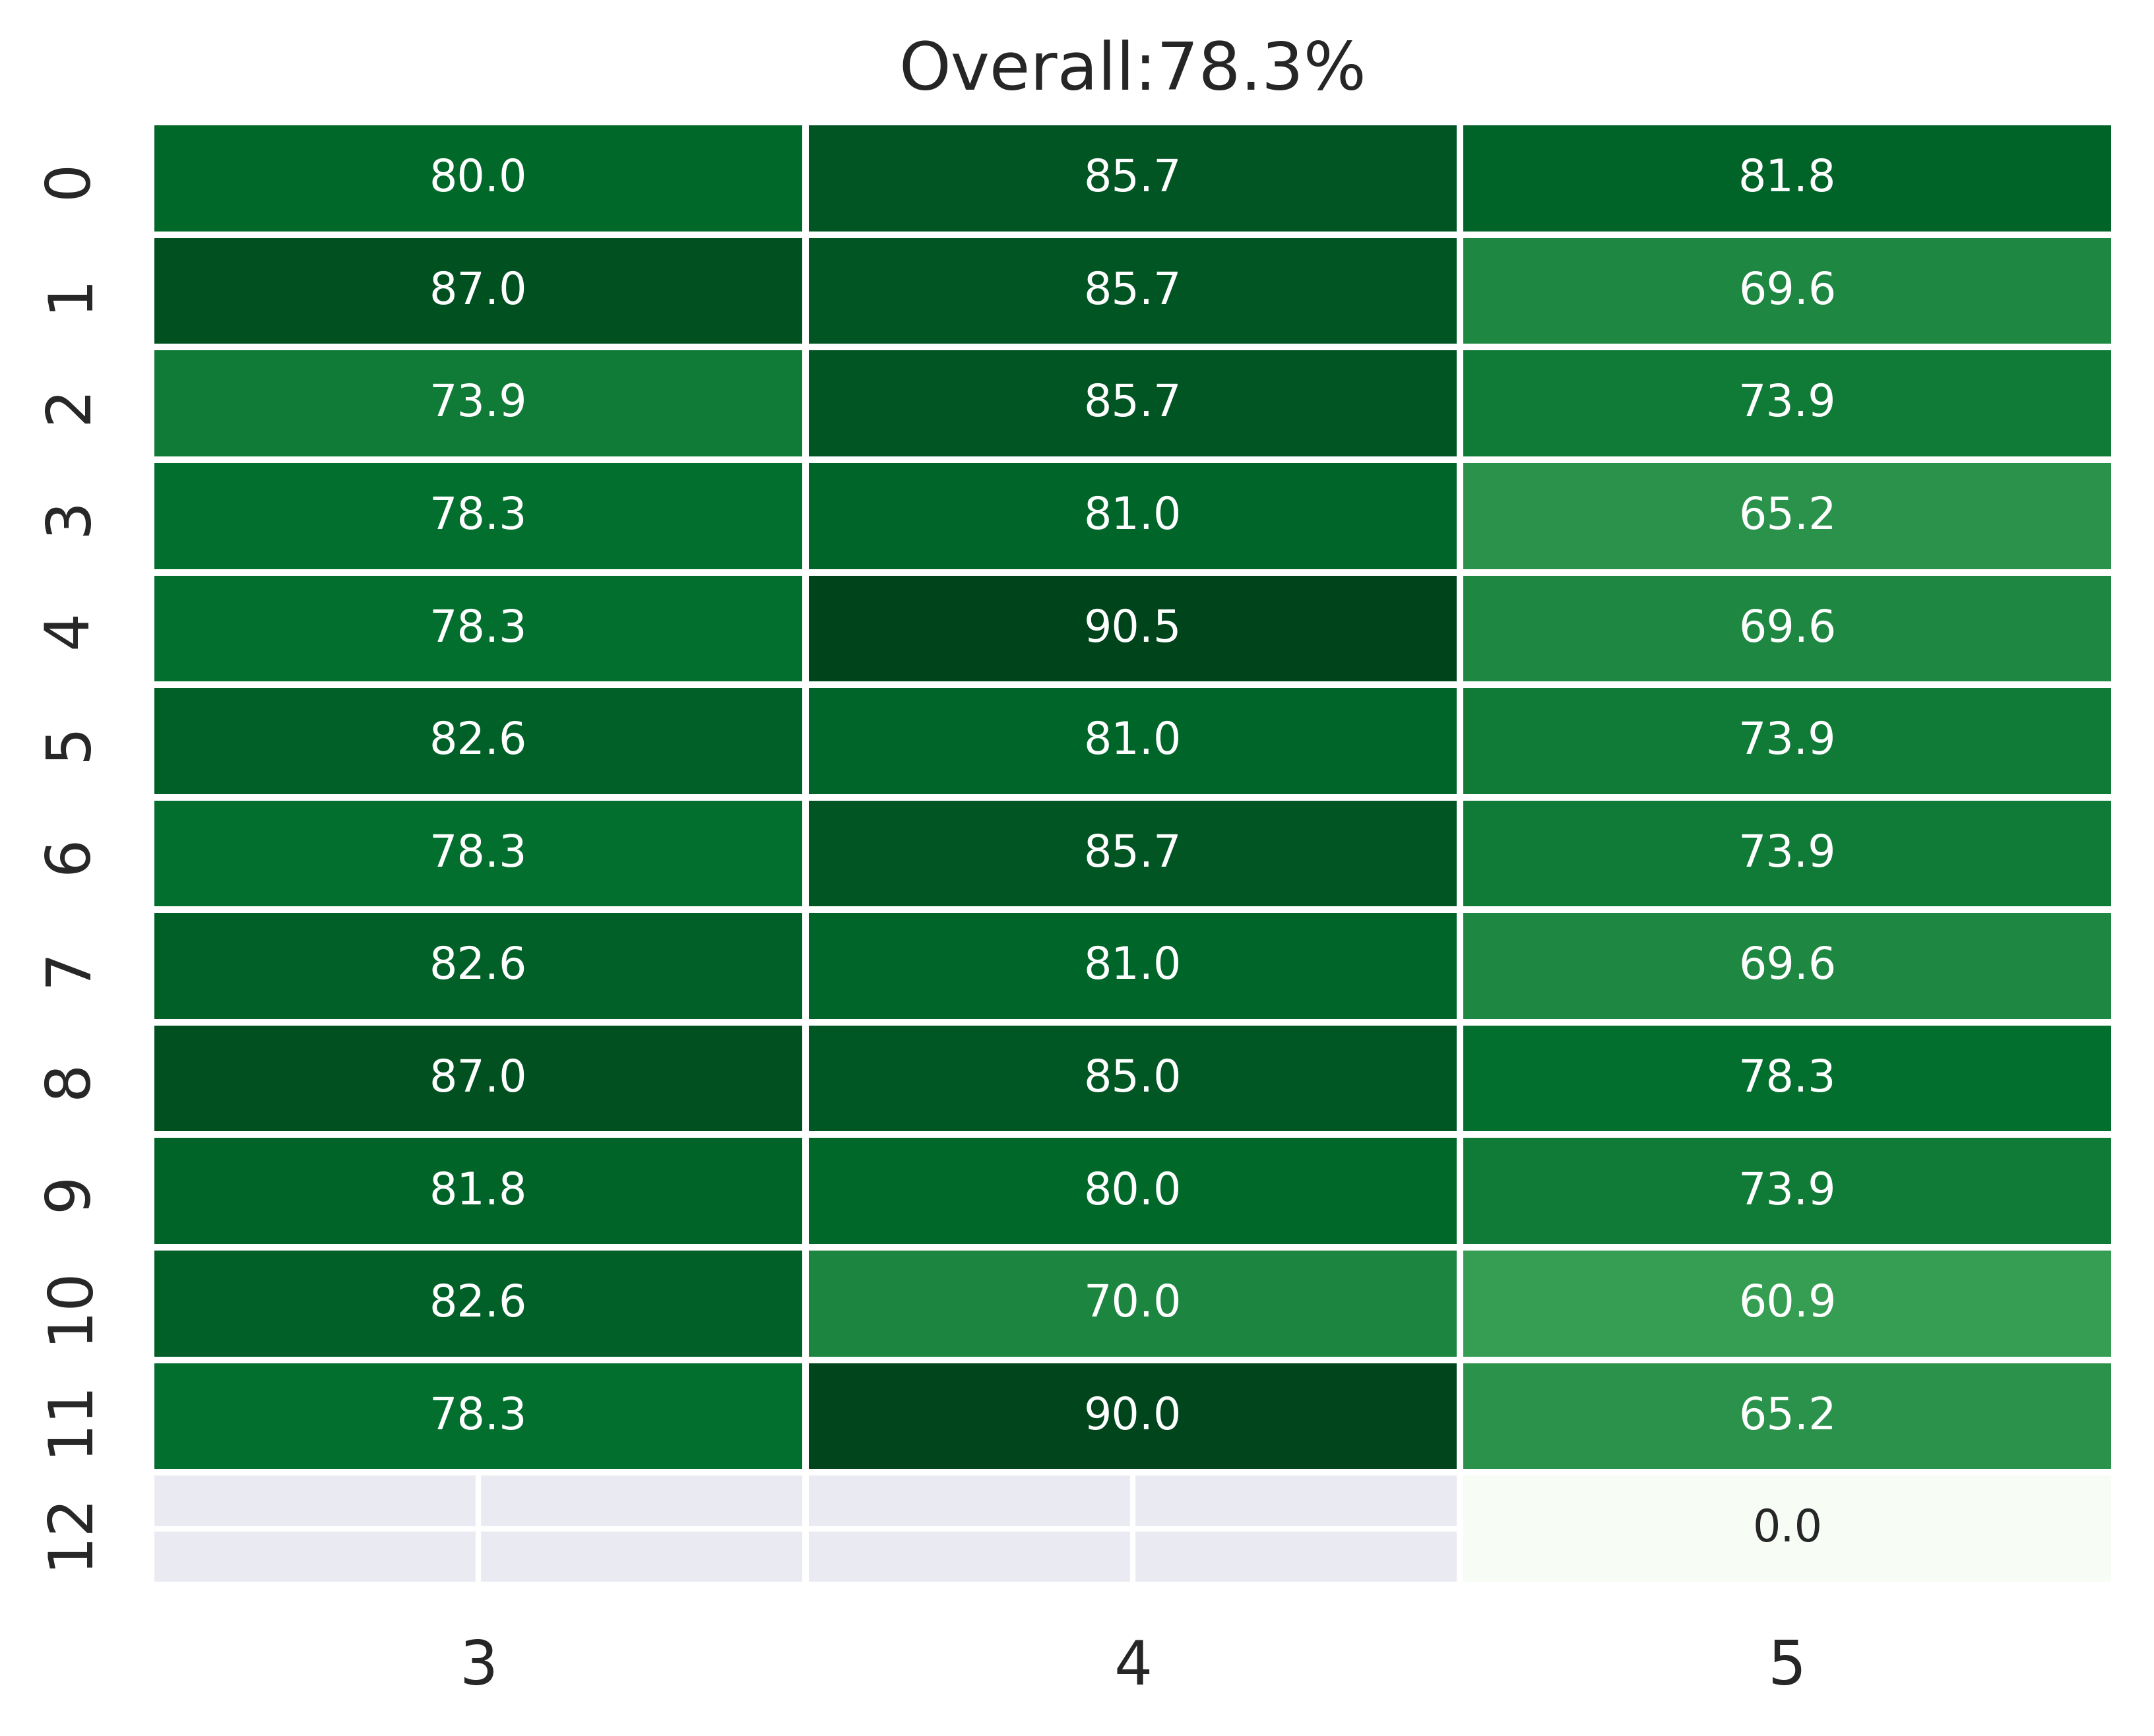 Overall:78.3%
0 80.0 85.7 81.8
1 87.0 85.7 69.6
2 73.9 85.7 73.9
3 78.3 81.0 65.2
4 78.3 90.5 69.6
5 82.6 81.0 73.9
6 78.3 85.7 73.9
7 82.6 81.0 69.6
8 87.0 85.0 78.3
9 81.8 80.0 73.9
10 82.6 70.0 60.9
11 78.3 90.0 65.2
12 0.0
3 4 5